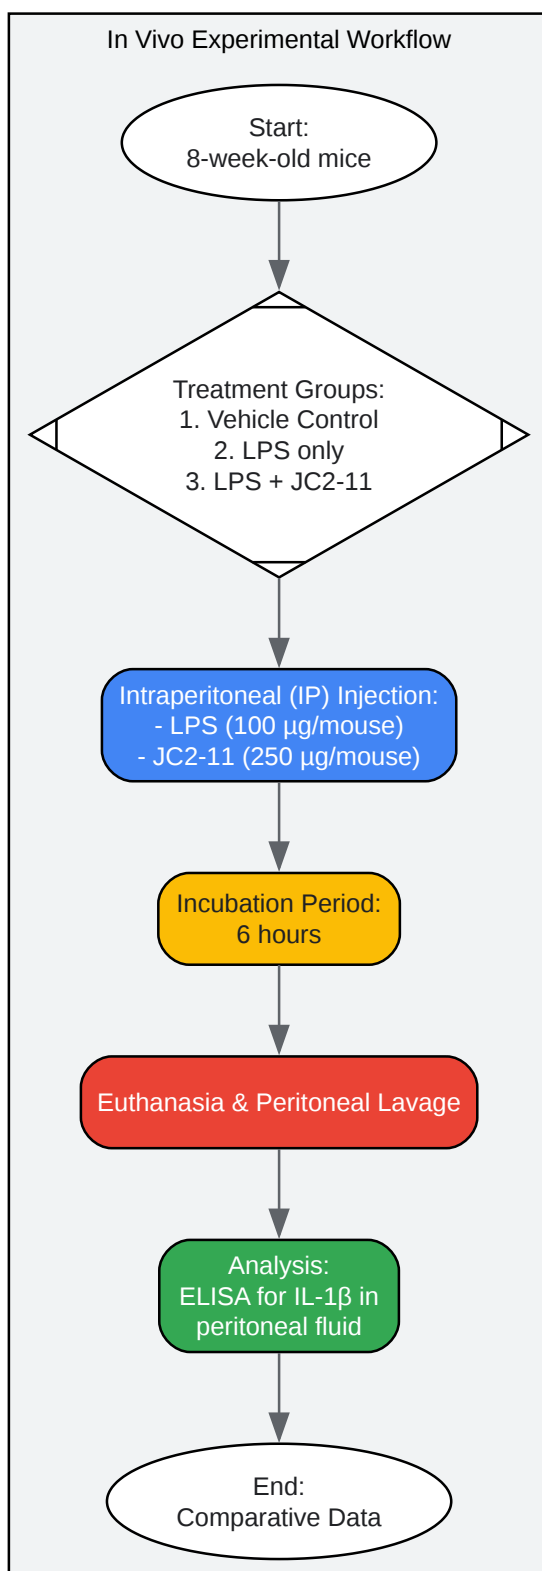 In Vivo Experimental Workflow
Start:
8-week-old mice
Treatment Groups:
1. Vehicle Control
2. LPS only
3. LPS + JC2-11
Intraperitoneal (IP) Injection:
- LPS (100 µg/mouse)
- JC2-11 (250 µg/mouse)
Incubation Period:
6 hours
Euthanasia & Peritoneal Lavage
Analysis:
ELISA for IL-1β in
peritoneal fluid
End:
Comparative Data